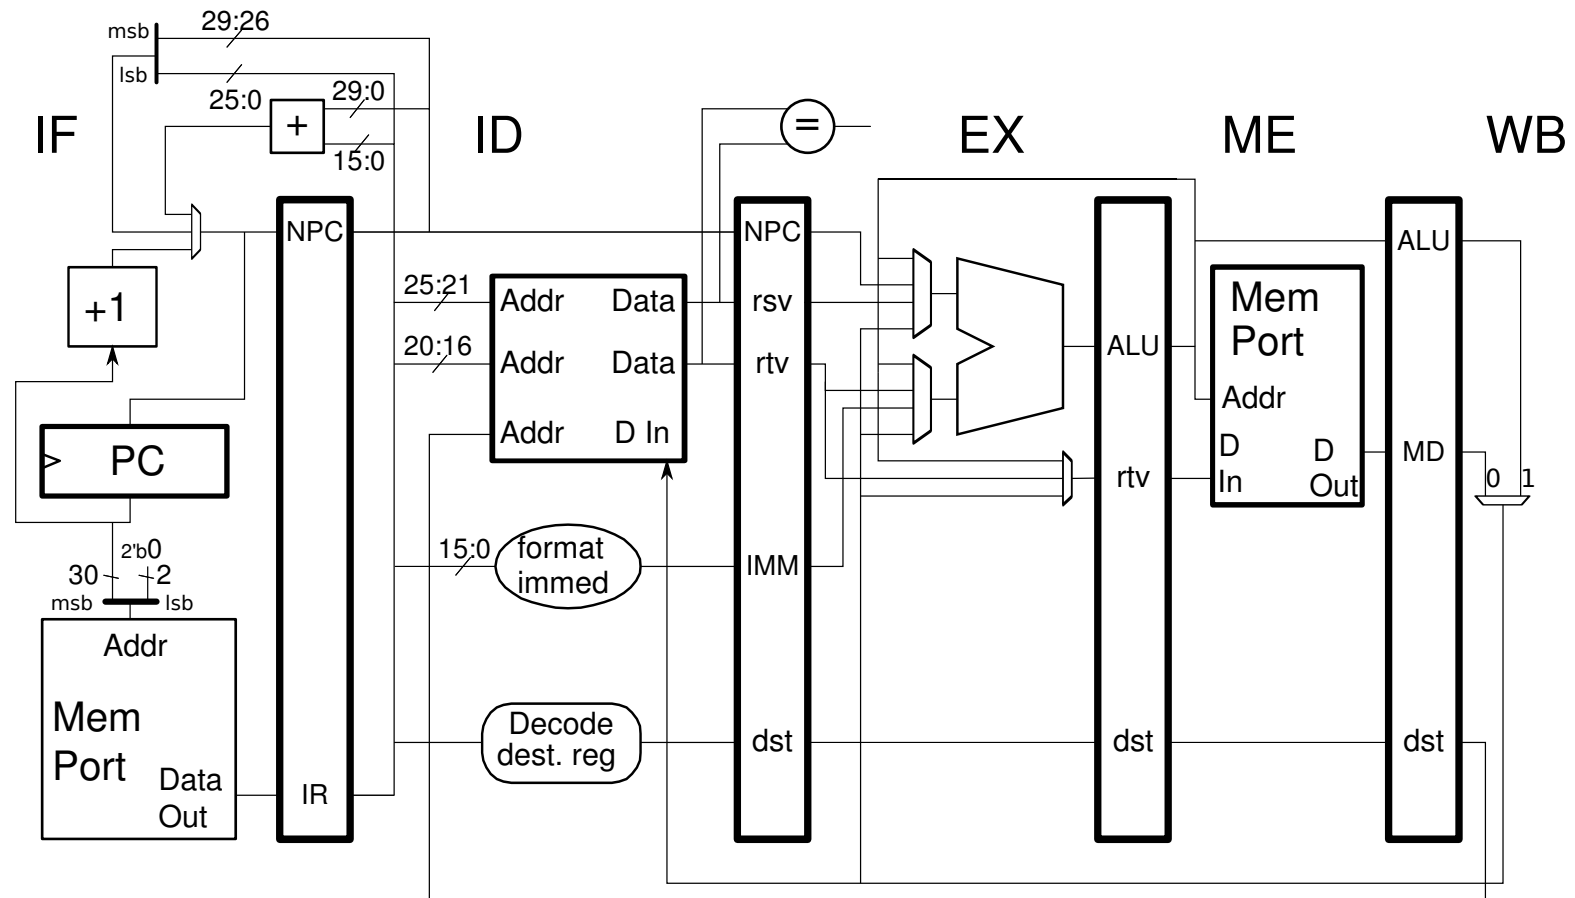 29:26
msb
lsb
25:0
29:0
15:0
+
=
IF
ID
EX
ME
WB
NPC
NPC
ALU
+1
25:21
Addr
Data
rsv
Mem
Port
20:16
Addr
Data
rtv
ALU
Addr
Addr
D In
PC
D
In
D
Out
MD
0
1
rtv
15:0
format
immed
IMM
2'b0
30
2
msb
lsb
Addr
Mem
Port
Data
Out
IR
Decode
dest. reg
dst
dst
dst